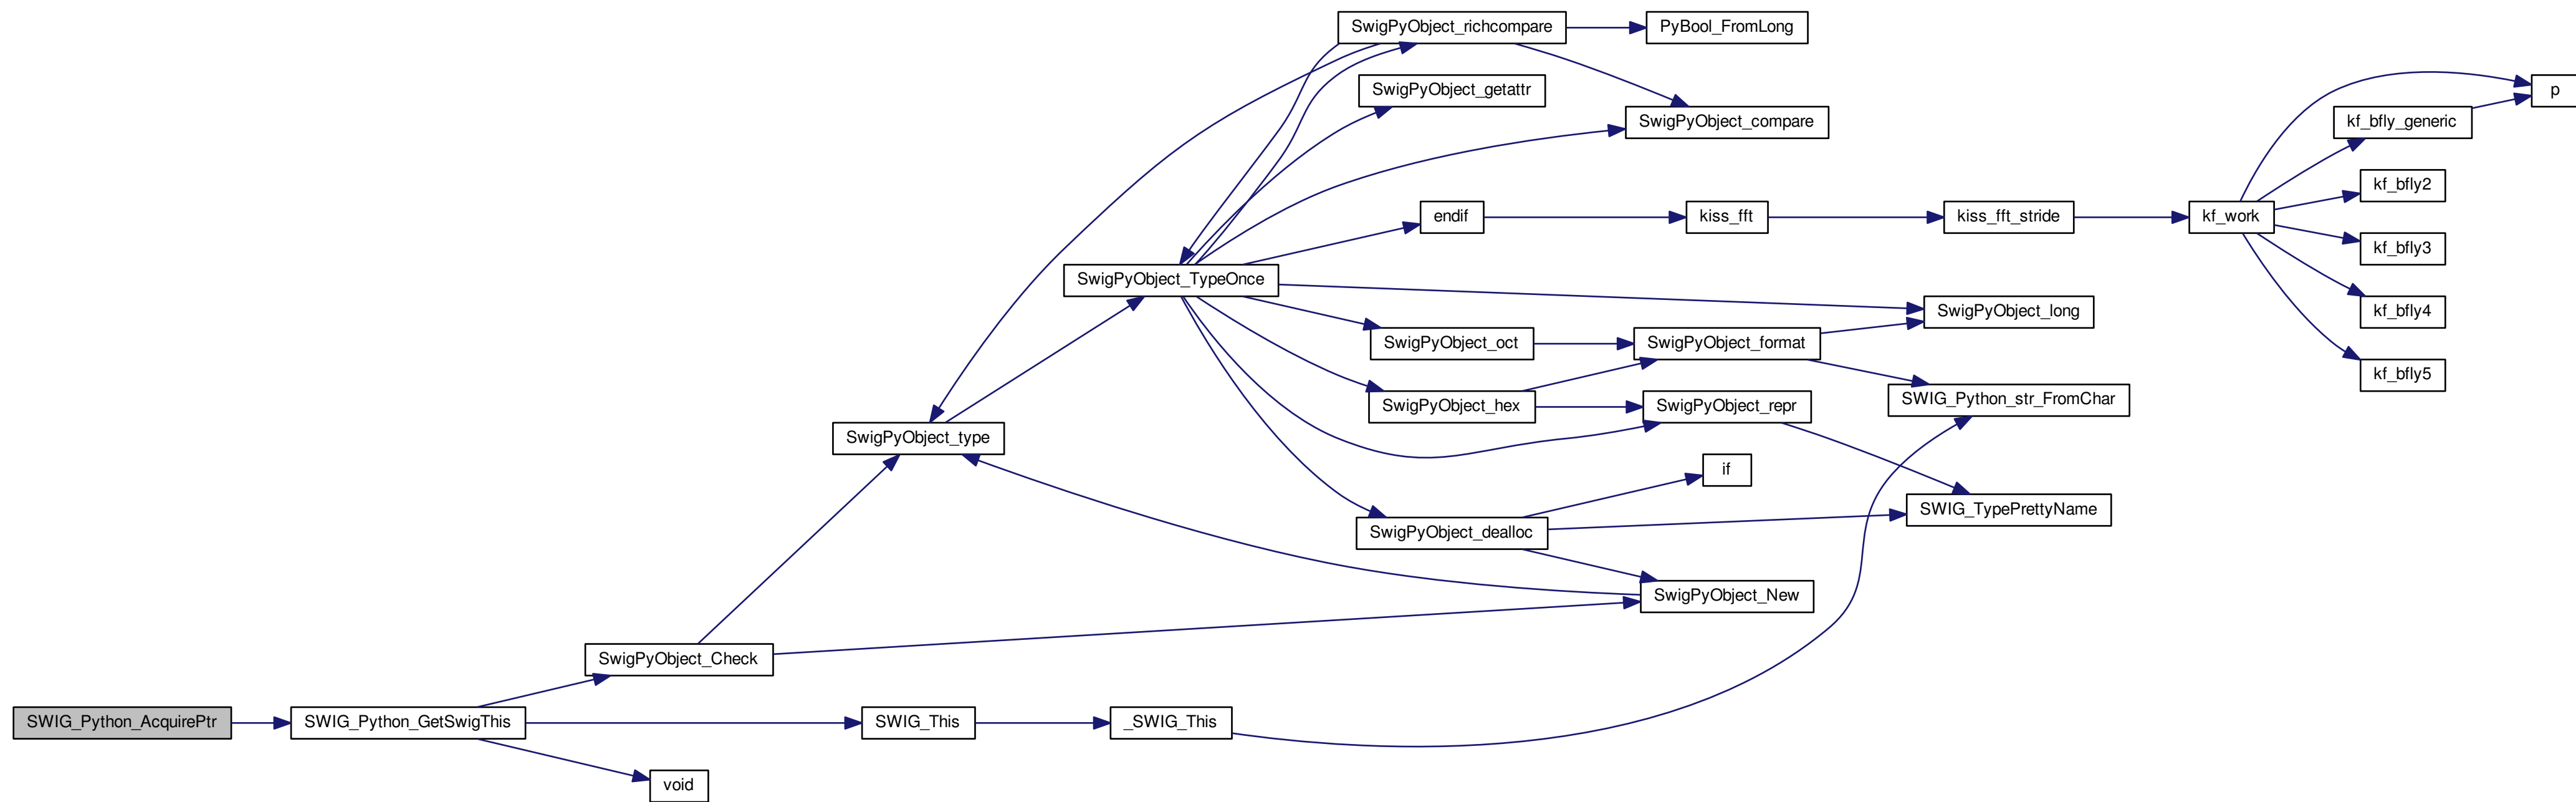 SwigPyObject_richcompare
PyBool_FromLong
SwigPyObject_getattr
p
SwigPyObject_compare
kf_bfly_generic
kf_bfly2
endif
kiss_fft
kiss_fft_stride
kf_work
kf_bfly3
SwigPyObject_TypeOnce
SwigPyObject_long
kf_bfly4
SwigPyObject_oct
SwigPyObject_format
kf_bfly5
SwigPyObject_hex
SwigPyObject_repr
SWIG_Python_str_FromChar
SwigPyObject_type
if
SWIG_TypePrettyName
SwigPyObject_dealloc
SwigPyObject_New
SwigPyObject_Check
SWIG_Python_AcquirePtr
SWIG_Python_GetSwigThis
SWIG_This
_SWIG_This
void